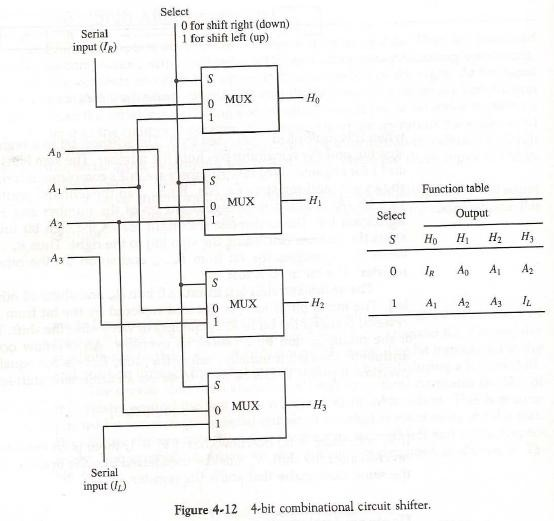 Select
0 for shift right (down)
1 for shift left (up)
Serial
input (I_R)
S
MUX
0
1
H_0
A_0
A_1
A_2
A_3
S
MUX
0
1
H_1
S
MUX
0
1
H_2
S
MUX
0
1
H_3
Serial
input (I_L)
Function table
Select Output
S H_0 H_1 H_2 H_3
0 I_R A_0 A_1 A_2
1 A_1 A_2 A_3 I_L
Figure 4-12 4-bit combinational circuit shifter.